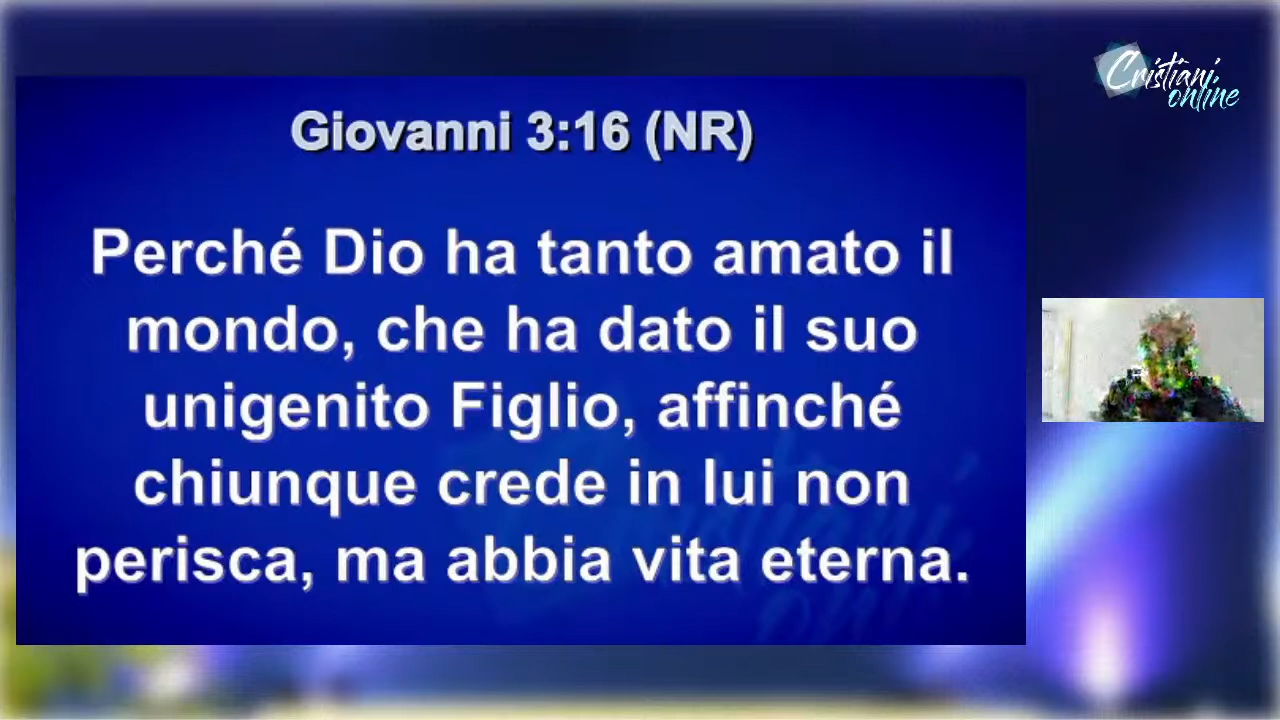 Cristiani
online
Giovanni 3:16 (NR)
Perché Dio ha tanto amato il
mondo, che ha dato il suo
unigenito Figlio, affinché
chiunque crede in lui non
perisca, ma abbia vita eterna.